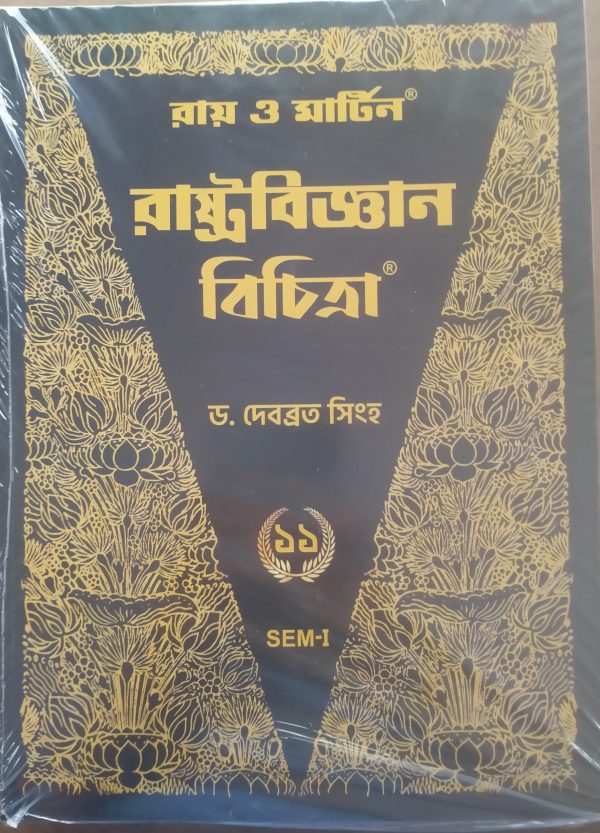 রায় ও মার্টিন®
রাষ্ট্রবিজ্ঞান
বিচিত্রা®
ড. দেবব্রত সিংহ
১১
SEM-I